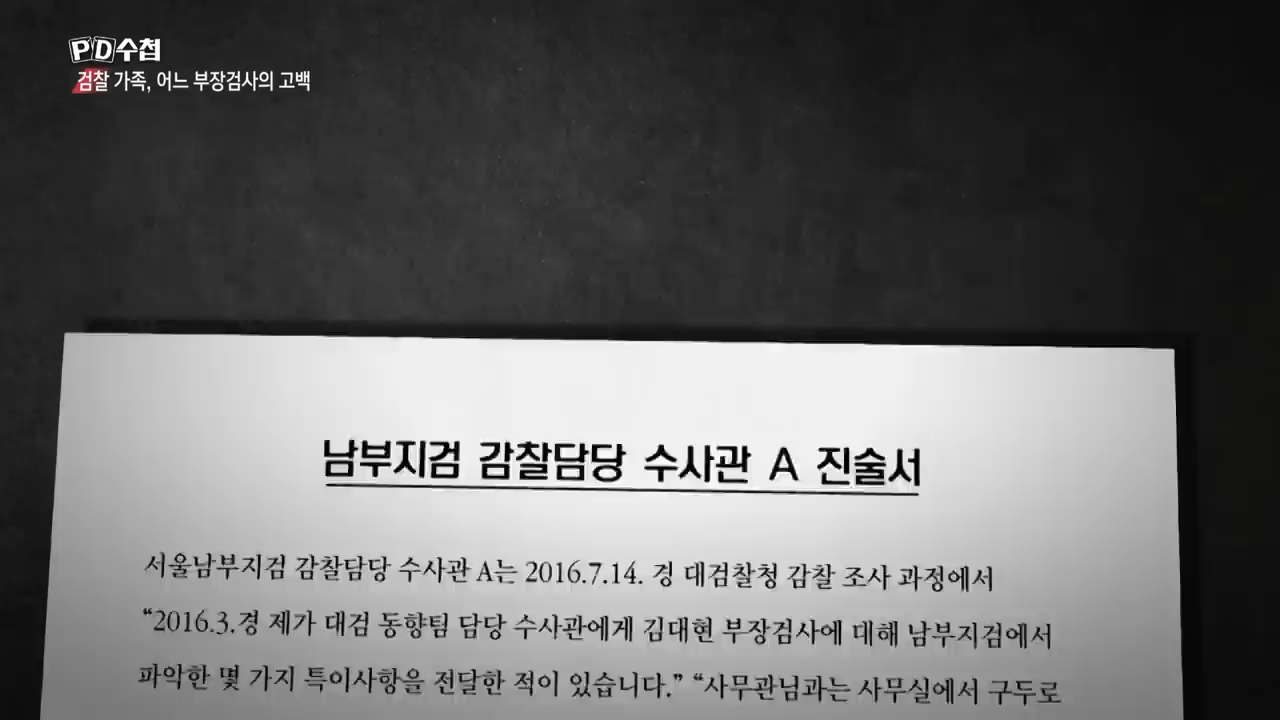 PD수첩
검찰 가족, 어느 부장검사의 고백
남부지검 감찰담당 수사관 A 진술서
서울남부지검 감찰담당 수사관 A는 2016.7.14. 경 대검찰청 감찰 조사 과정에서
“2016.3.경 제가 대검 동향팀 담당 수사관에게 김대현 부장검사에 대해 남부지검에서
파악한 몇 가지 특이사항을 전달한 적이 있습니다.” “사무관님과는 사무실에서 구두로